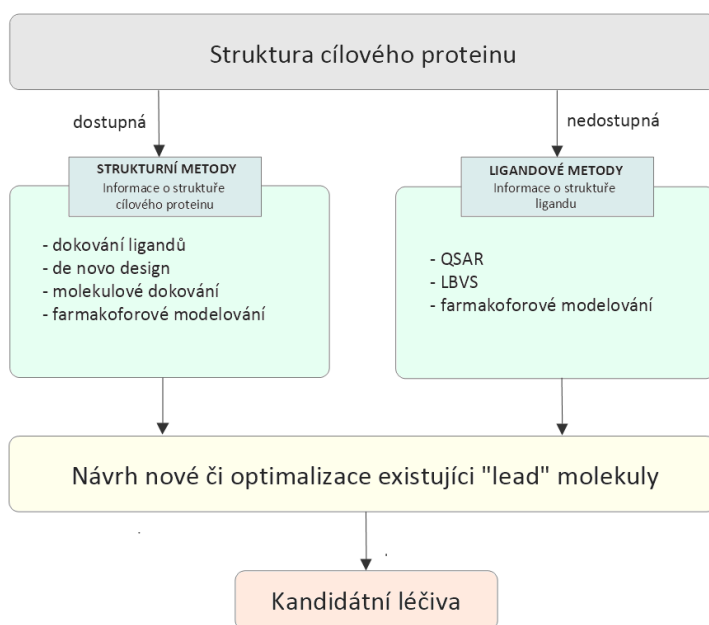 Struktura cílového proteinu
dostupná
nedostupná
STRUKTURNÍ METODY
Informace o struktuře
cílového proteinu
LIGANDOVÉ METODY
Informace o struktuře
ligandu
- dokování ligandů
- de novo design
- molekulové dokování
- farmakoforové modelování
- QSAR
- LBVS
- farmakoforové modelování
Návrh nové či optimalizace existujíci "lead" molekuly
Kandidátní léčiva